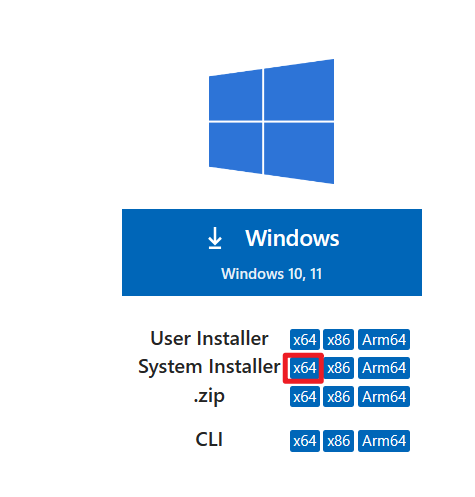 Windows
Windows 10, 11
User Installer x64 x86 Arm64
System Installer x64 x86 Arm64
.zip x64 x86 Arm64
CLI x64 x86 Arm64